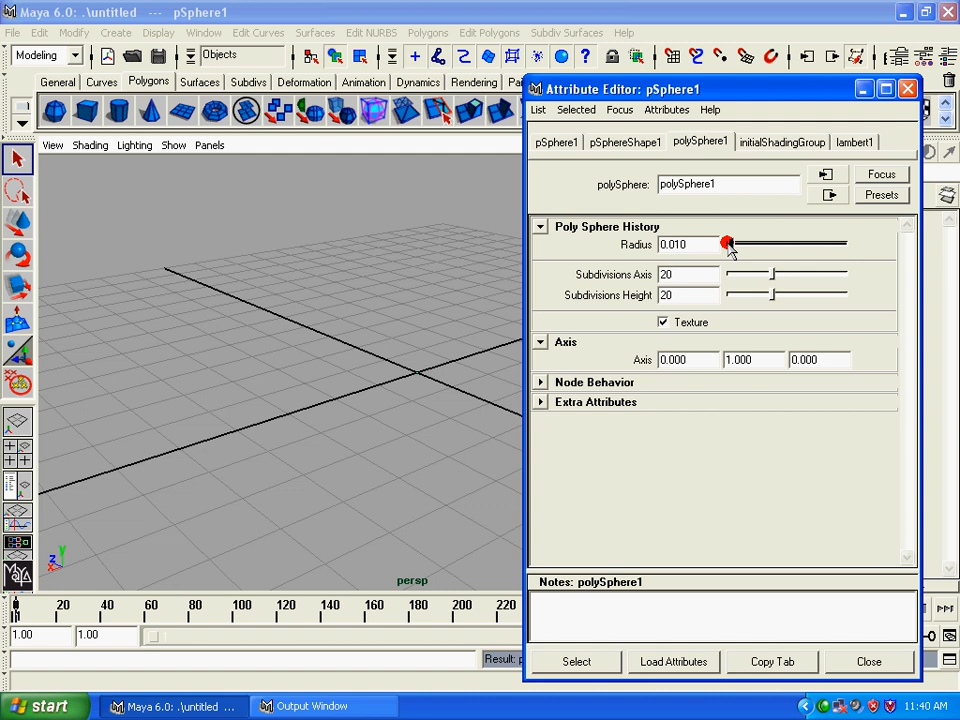 Maya 6.0: .\untitled --- pSphere1
File Edit Modify Create Display Window Edit Curves Surfaces Edit NURBS Polygons Edit Polygons Subdiv Surfaces Help
Modeling Objects
General Curves Polygons Surfaces Subdivs Deformation Animation Dynamics Rendering
View Shading Lighting Show Panels
Attribute Editor: pSphere1
List Selected Focus Attributes Help
pSphere1 pSphereShape1 polySphere1 initialShadingGroup lambert1
polySphere: polySphere1 Focus
Presets
Poly Sphere History
Radius 0.010
Subdivisions Axis 20
Subdivisions Height 20
Texture
Axis
Axis 0.000 1.000 0.000
Node Behavior
Extra Attributes
Notes: polySphere1
Select Load Attributes Copy Tab Close
y
z x
persp
20 40 60 80 100 120 140 160 180 200 220
1.00 1.00
Result: p
MAYA
start Maya 6.0: .\untitled ... Output Window 11:40 AM